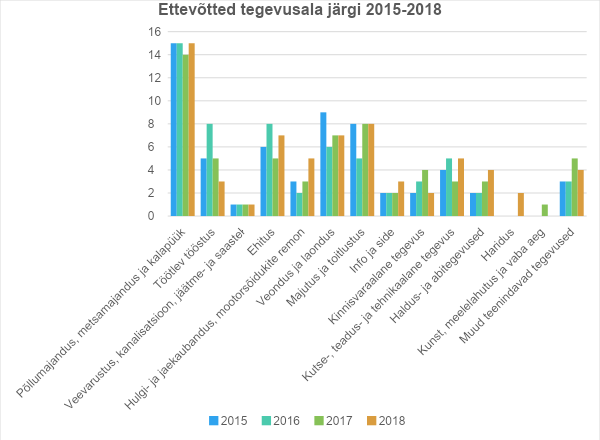 Ettevõtted tegevusala järgi 2015-2018
16
14
12
10
8
6
4
2
0
Põllumajandus, metsamajandus ja kalapüük
Töötlev tööstus
Veevarustus, kanalisatsioon, jäätme- ja saastet
Ehitus
Hulgi- ja jaekaubandus, mootorsõidukite remon
Veondus ja laondus
Majutus ja toitlustus
Info ja side
Kinnisvaraalane tegevus
Kutse-, teadus- ja tehnikaalane tegevus
Haldus- ja abitegevused
Haridus
Kunst, meelelahutus ja vaba aeg
Muud teenindavad tegevused
2015 2016 2017 2018